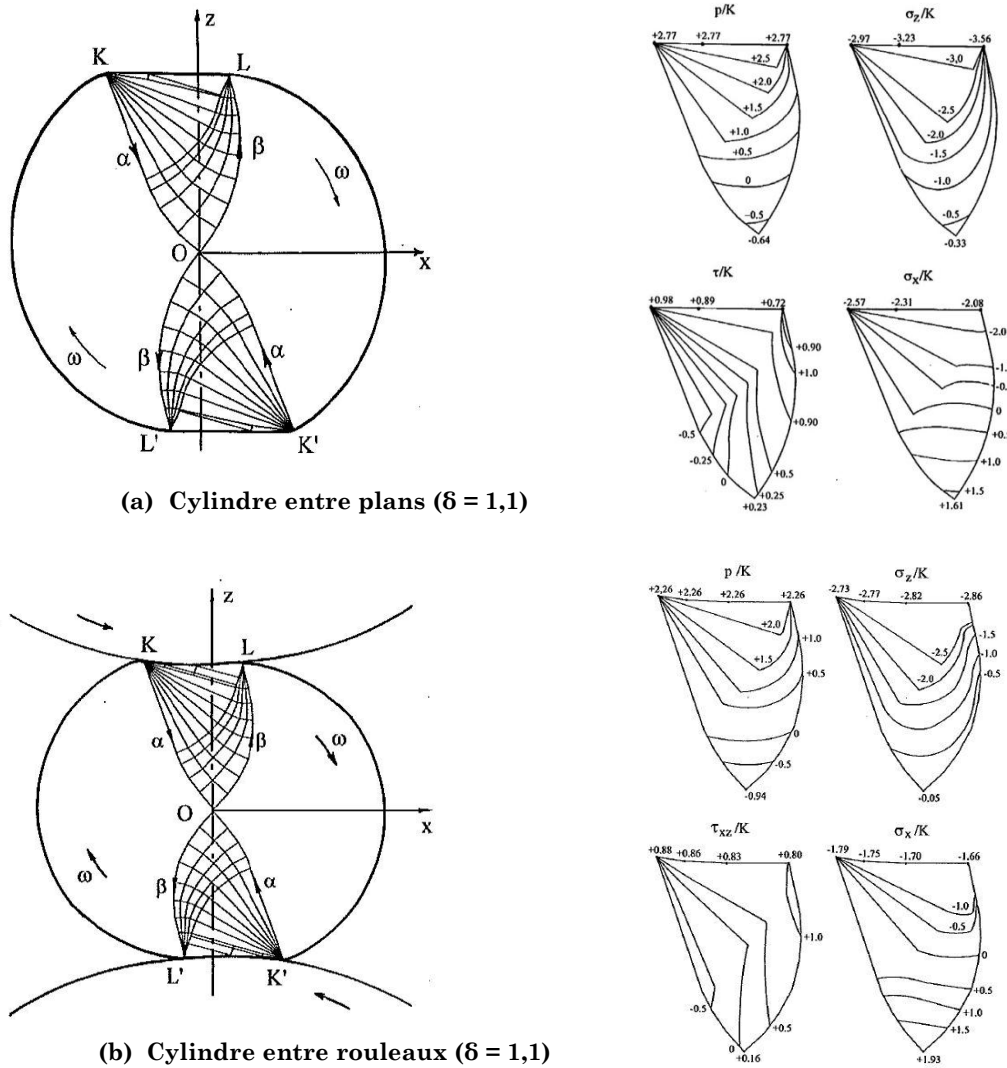 z
K
L
α
β
ω
O
x
ω
β
α
L'
K'
(a) Cylindre entre plans (δ = 1,1)
p/K
+2.77 +2.77 +2.77
+2.5
+2.0
+1.5
+1.0
+0.5
0
-0.5
-0.64
σz/K
-2.97 -3.23 -3.56
-3,0
-2.5
-2.0
-1.5
-1.0
-0.5
-0.33
τ/K
+0.98 +0.89 +0.72
+0.90
+1.0
+0.90
-0.5
-0.25
0
+0.5
+0.25
+0.23
σx/K
-2.57 -2.31 -2.08
-2.0
0
+1.0
+1.5
+1.61
z
K
L
α
β
ω
O
x
ω
β
α
L'
K'
(b) Cylindre entre rouleaux (δ = 1,1)
p/K
+2.26 +2.26 +2.26 +2.26
+2.0
+1.0
+1.5
+0.5
0
-0.5
-0.94
σz/K
-2.73 -2.77 -2.82 -2.86
-1.5
-1.0
-2.5
-0.5
-2.0
-0.05
τxz/K
+0.88 +0.86 +0.83 +0.80
+1.0
-0.5
+0.5
0
+0.16
σx/K
-1.79 -1.75 -1.70 -1.66
-1.0
-0.5
0
+0.5
+1.0
+1.5
+1.93